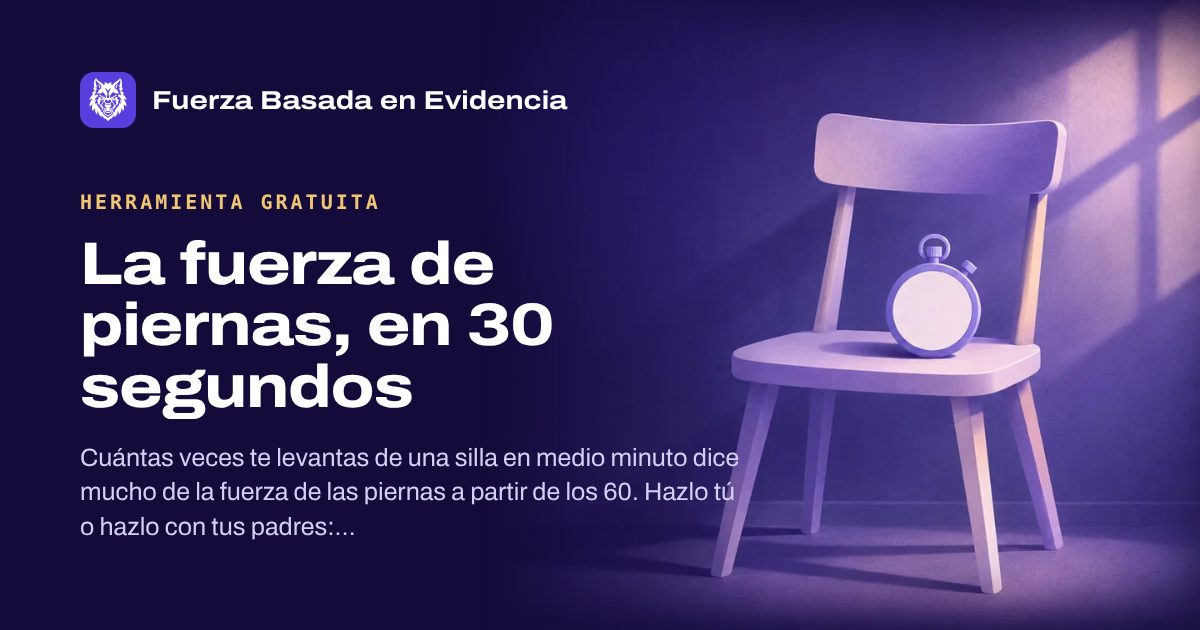 Fuerza Basada en Evidencia
HERRAMIENTA GRATUITA
La fuerza de
piernas, en 30
segundos
Cuántas veces te levantas de una silla en medio minuto dice
mucho de la fuerza de las piernas a partir de los 60. Hazlo tú
o hazlo con tus padres:...